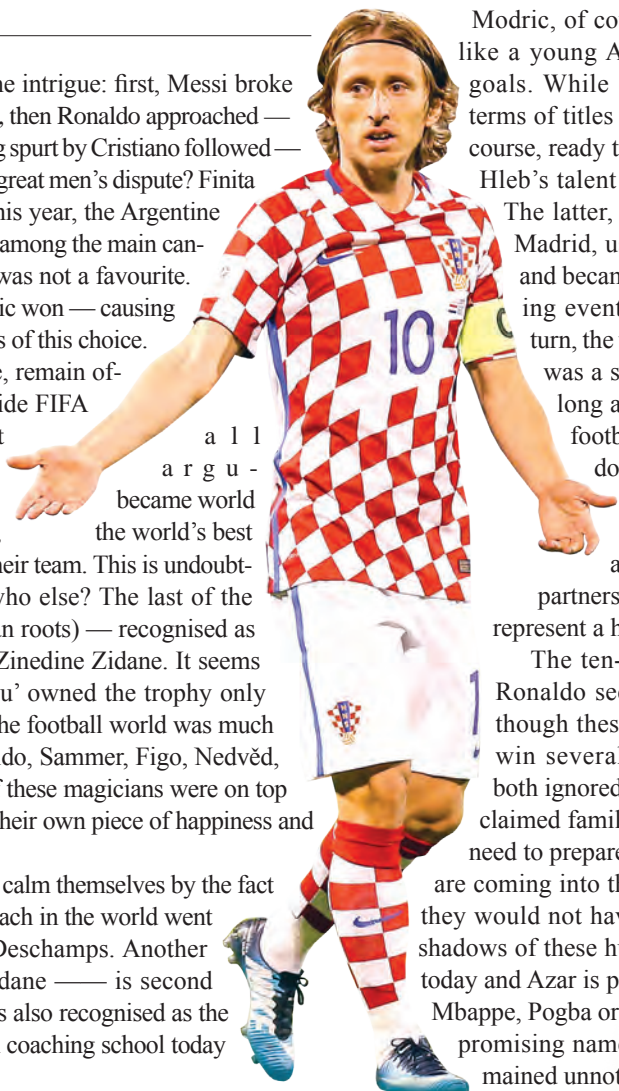 ne intrigue: first, Messi broke
, then Ronaldo approached —
g spurt by Cristiano followed —
great men's dispute? Finita
his year, the Argentine
among the main can-
was not a favourite.
ic won — causing
s of this choice.
e, remain of-
ide FIFA
t all
argu-
became world
the world's best
heir team. This is undoubt-
who else? The last of the
an roots) — recognised as
Zinedine Zidane. It seems
u' owned the trophy only
he football world was much
do, Sammer, Figo, Nedvěd,
f these magicians were on top
heir own piece of happiness and
calm themselves by the fact
ach in the world went
Deschamps. Another
dane —— is second
s also recognised as the
coaching school today
10
1
Modric, of co
like a young A
goals. While
terms of titles
course, ready t
Hleb's talent
The latter,
Madrid, u
and becam
ing event
turn, the
was a s
long a
footb
do
a
partners
represent a h
The ten-
Ronaldo see
though thes
win several
both ignored
claimed famil
need to prepare
are coming into th
they would not hav
shadows of these hu
today and Azar is p
Mbappe, Pogba or
promising name
mained unnot